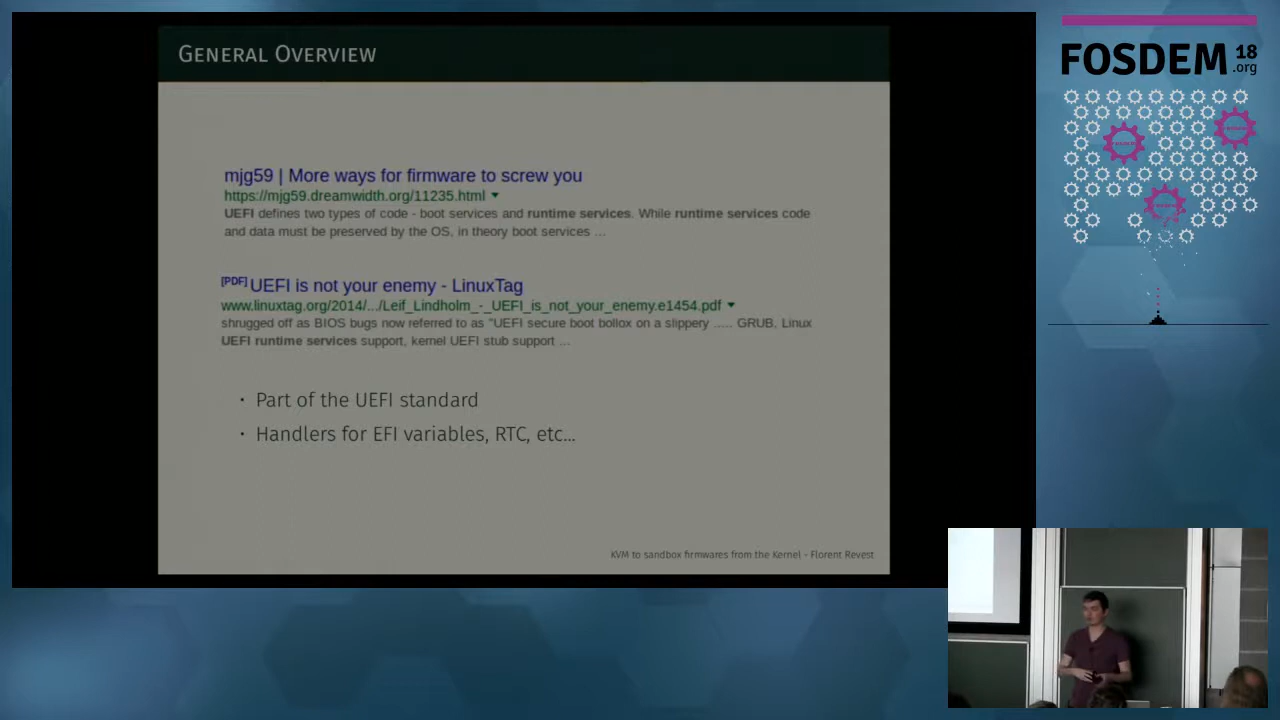 GENERAL OVERVIEW
mjg59 | More ways for firmware to screw you
https://mjg59.dreamwidth.org/11235.html
UEFI defines two types of code - boot services and runtime services. While runtime services code
and data must be preserved by the OS, in theory boot services ...
[PDF] UEFI is not your enemy - LinuxTag
www.linuxtag.org/2014/.../Leif_Lindholm_-_UEFI_is_not_your_enemy.e1454.pdf
shrugged off as BIOS bugs now referred to as "UEFI secure boot bollox on a slippery ..... GRUB, Linux
UEFI runtime services support, kernel UEFI stub support ...
• Part of the UEFI standard
• Handlers for EFI variables, RTC, etc...
KVM to sandbox firmwares from the Kernel - Florent Revest
FOSDEM 18
.org